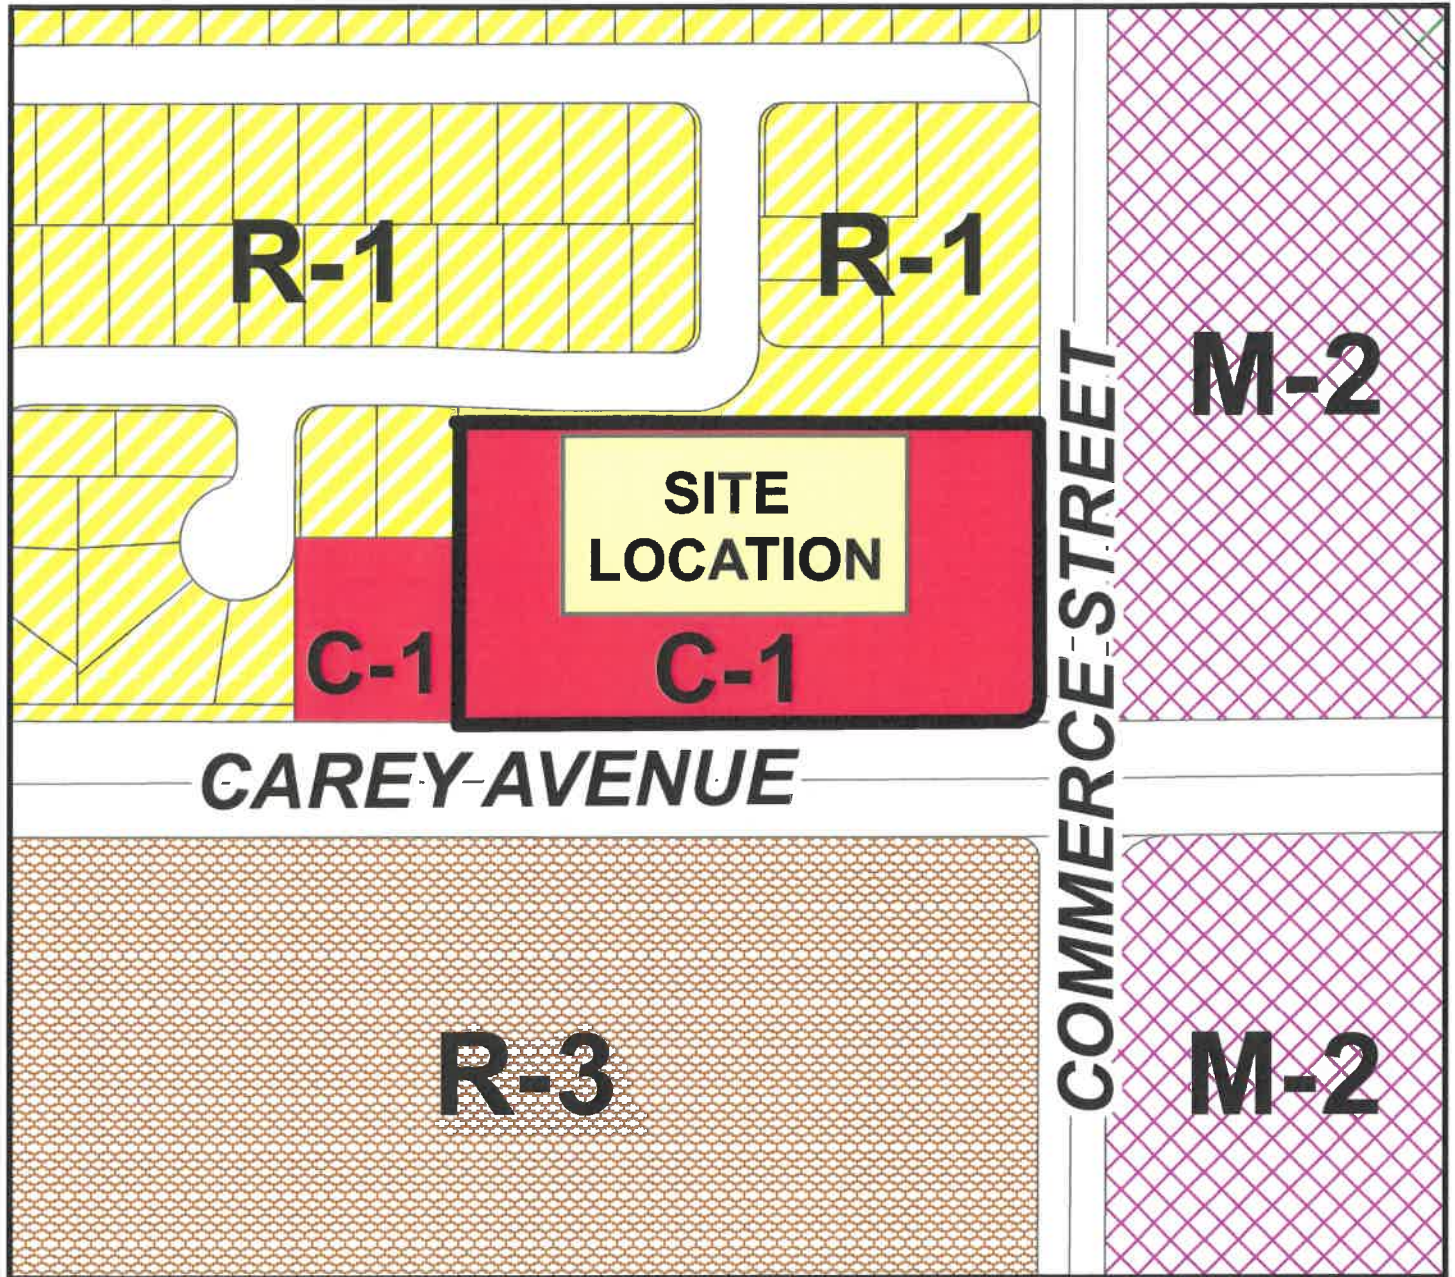 R-1
R-1
M-2
SITE
LOCATION
C-1
C-1
COMMERCE STREET
CAREY AVENUE
R-3
M-2